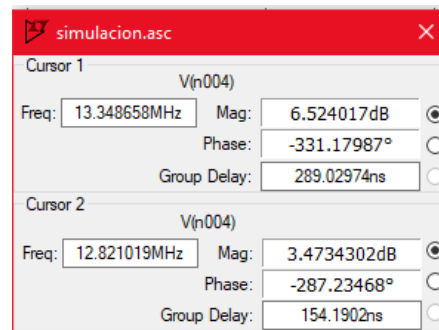 simulacion.asc
Cursor 1
V(n004)
Freq: 13.348658MHz Mag: 6.524017dB
Phase: -331.17987°
Group Delay: 289.02974ns
Cursor 2
V(n004)
Freq: 12.821019MHz Mag: 3.4734302dB
Phase: -287.23468°
Group Delay: 154.1902ns